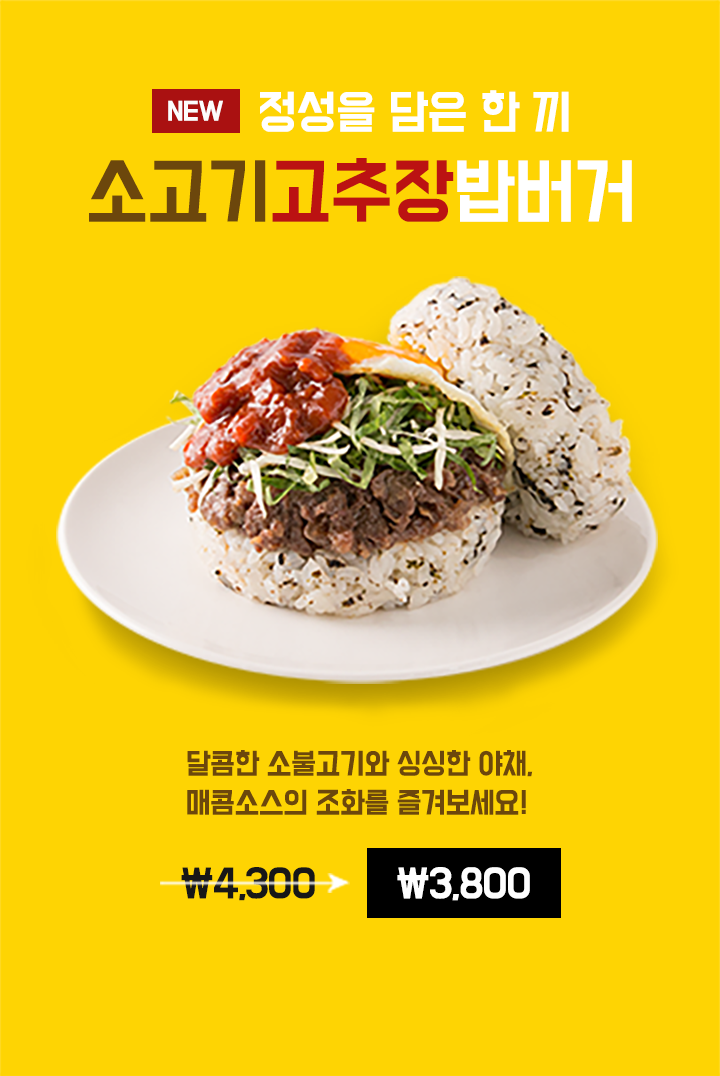 NEW 정성을 담은 한 끼
소고기고추장밥버거
달콤한 소불고기와 싱싱한 야채,
매콤소스의 조화를 즐겨보세요!
₩4,300 → ₩3,800